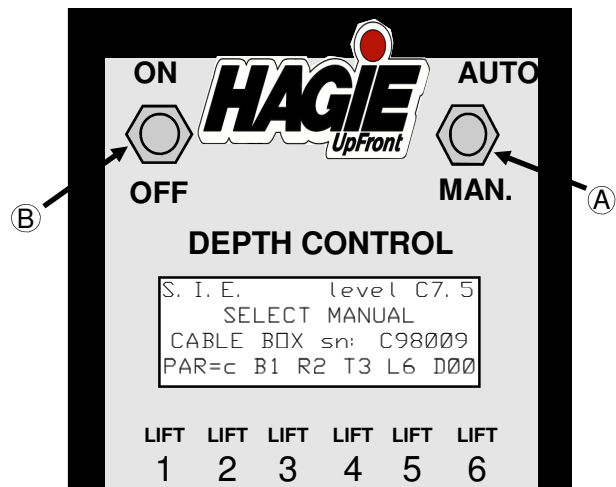 ON
HAGIE
UpFront
AUTO
OFF
MAN.
B
A
DEPTH CONTROL
S.I.E. level C7.5
SELECT MANUAL
CABLE BOX sn: C98009
PAR=c B1 R2 T3 L6 D00
LIFT LIFT LIFT LIFT LIFT LIFT
1 2 3 4 5 6